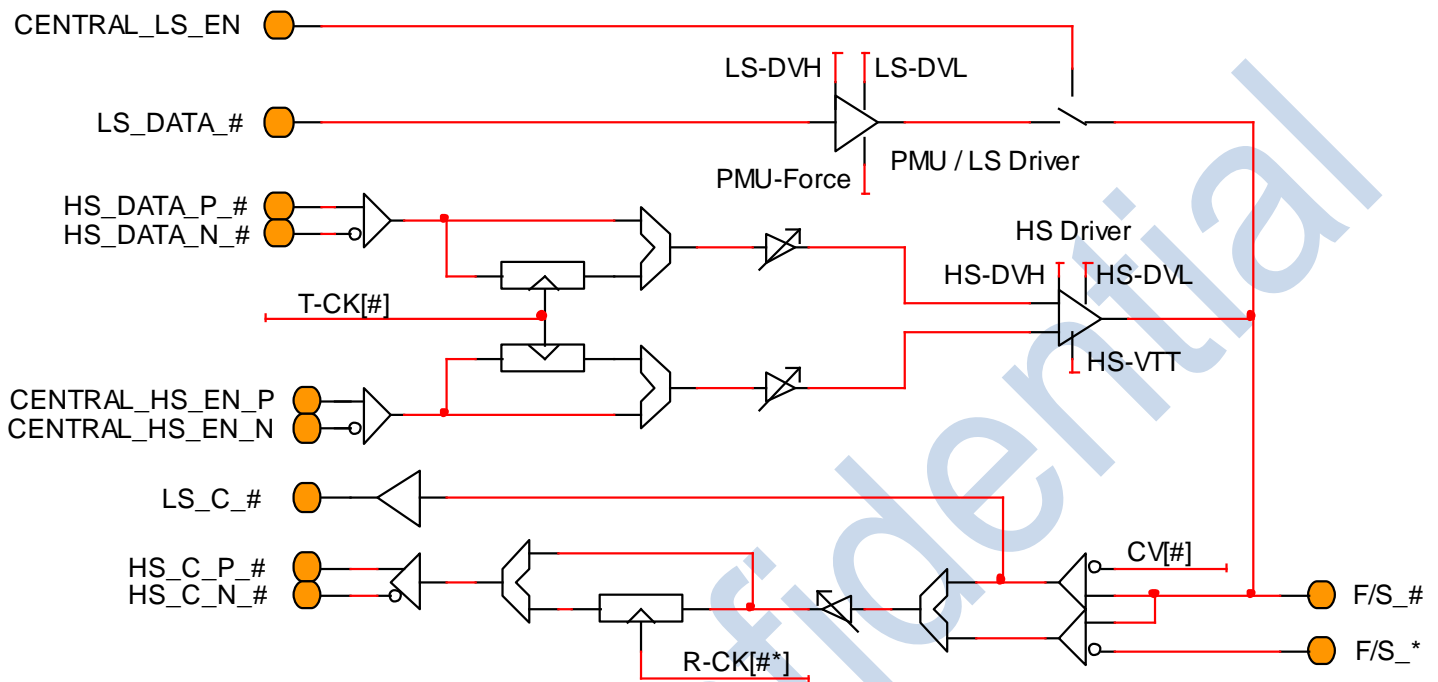 CENTRAL_LS_EN
LS-DVH
LS-DVL
LS_DATA_#
PMU / LS Driver
PMU-Force
HS_DATA_P_#
HS_DATA_N_#
HS Driver
HS-DVH
HS-DVL
T-CK[#]
HS-VTT
CENTRAL_HS_EN_P
CENTRAL_HS_EN_N
LS_C_#
CV[#]
HS_C_P_#
HS_C_N_#
F/S_#
R-CK[#*]
F/S_*
fidential